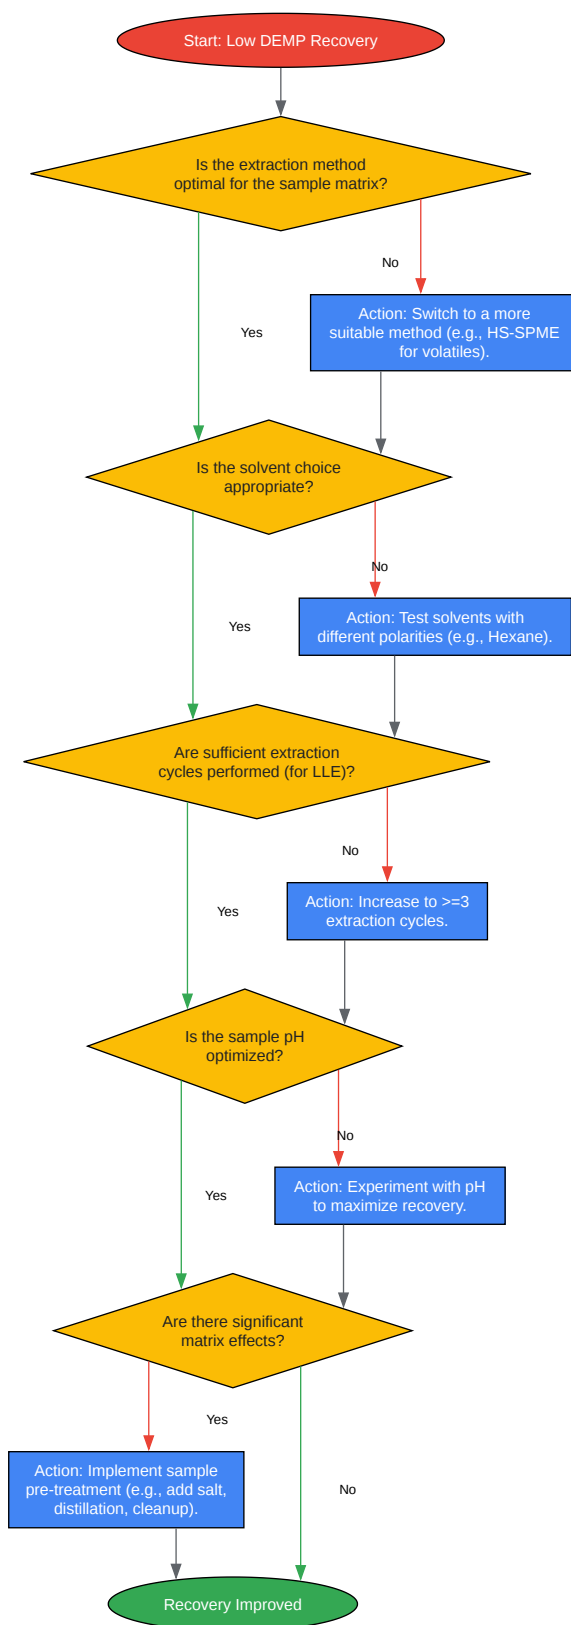 Start: Low DEMP Recovery
Is the extraction method
optimal for the sample matrix?
No
Action: Switch to a more
suitable method (e.g., HS-SPME
for volatiles).
Yes
Is the solvent choice
appropriate?
No
Action: Test solvents with
different polarities (e.g., Hexane).
Yes
Are sufficient extraction
cycles performed (for LLE)?
No
Action: Increase to >=3
extraction cycles.
Yes
Is the sample pH
optimized?
No
Action: Experiment with pH
to maximize recovery.
Yes
Are there significant
matrix effects?
Yes
Action: Implement sample
pre-treatment (e.g., add salt,
distillation, cleanup).
No
Recovery Improved